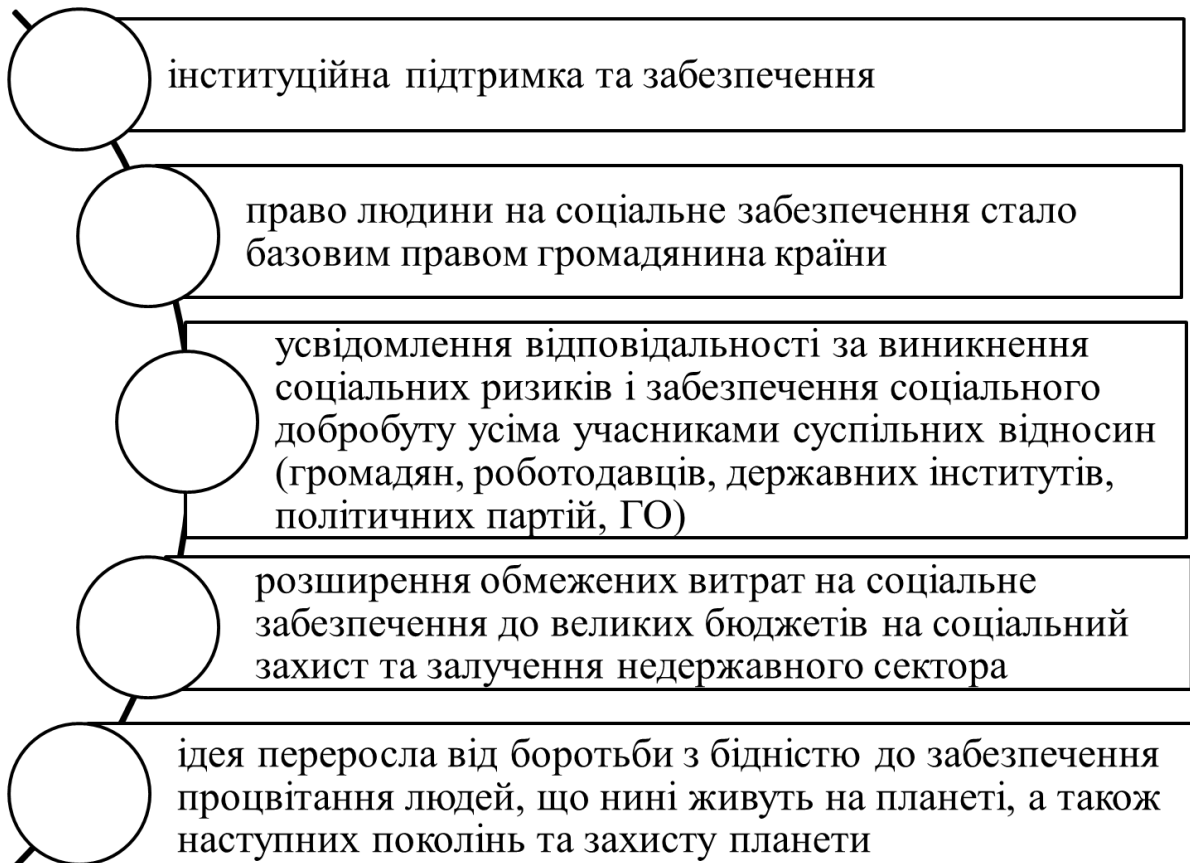 інституційна підтримка та забезпечення
право людини на соціальне забезпечення стало
базовим правом громадянина країни
усвідомлення відповідальності за виникнення
соціальних ризиків і забезпечення соціального
добробуту усіма учасниками суспільних відносин
(громадян, роботодавців, державних інститутів,
політичних партій, ГО)
розширення обмежених витрат на соціальне
забезпечення до великих бюджетів на соціальний
захист та залучення недержавного сектора
ідея переросла від боротьби з бідністю до забезпечення
процвітання людей, що нині живуть на планеті, а також
наступних поколінь та захисту планети